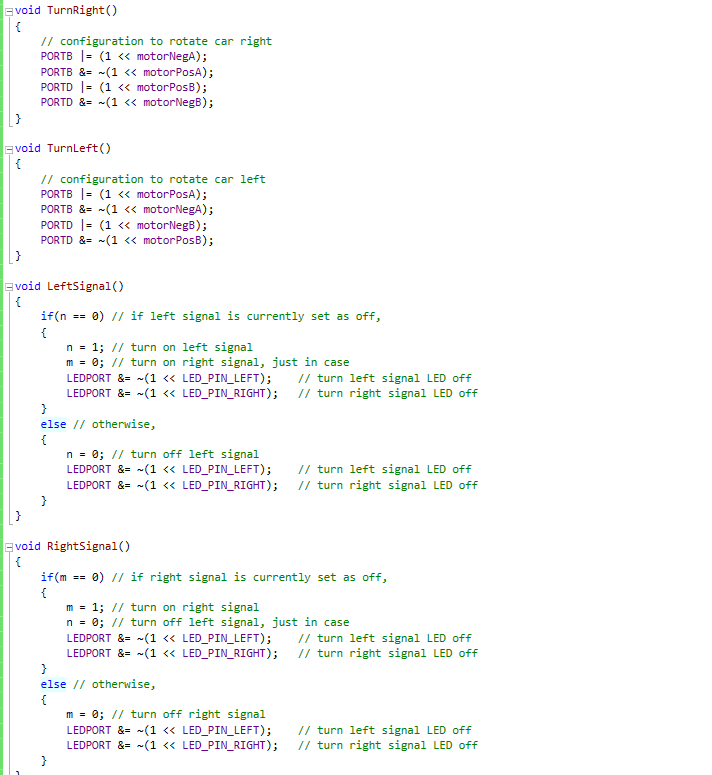 void TurnRight()
{
    // configuration to rotate car right
    PORTB |= (1 << motorNegA);
    PORTB &= ~(1 << motorPosA);
    PORTD |= (1 << motorPosB);
    PORTD &= ~(1 << motorNegB);
}
void TurnLeft()
{
    // configuration to rotate car left
    PORTB |= (1 << motorPosA);
    PORTB &= ~(1 << motorNegA);
    PORTD |= (1 << motorNegB);
    PORTD &= ~(1 << motorPosB);
}
void LeftSignal()
{
    if(n == 0) // if left signal is currently set as off,
    {
        n = 1; // turn on left signal
        m = 0; // turn on right signal, just in case
        LEDPORT &= ~(1 << LED_PIN_LEFT);    // turn left signal LED off
        LEDPORT &= ~(1 << LED_PIN_RIGHT);   // turn right signal LED off
    }
    else // otherwise,
    {
        n = 0; // turn off left signal
        LEDPORT &= ~(1 << LED_PIN_LEFT);    // turn left signal LED off
        LEDPORT &= ~(1 << LED_PIN_RIGHT);   // turn right signal LED off
    }
}
void RightSignal()
{
    if(m == 0) // if right signal is currently set as off,
    {
        m = 1; // turn on right signal
        n = 0; // turn off left signal, just in case
        LEDPORT &= ~(1 << LED_PIN_LEFT);    // turn left signal LED off
        LEDPORT &= ~(1 << LED_PIN_RIGHT);   // turn right signal LED off
    }
    else // otherwise,
    {
        m = 0; // turn off right signal
        LEDPORT &= ~(1 << LED_PIN_LEFT);    // turn left signal LED off
        LEDPORT &= ~(1 << LED_PIN_RIGHT);   // turn right signal LED off
    }
}